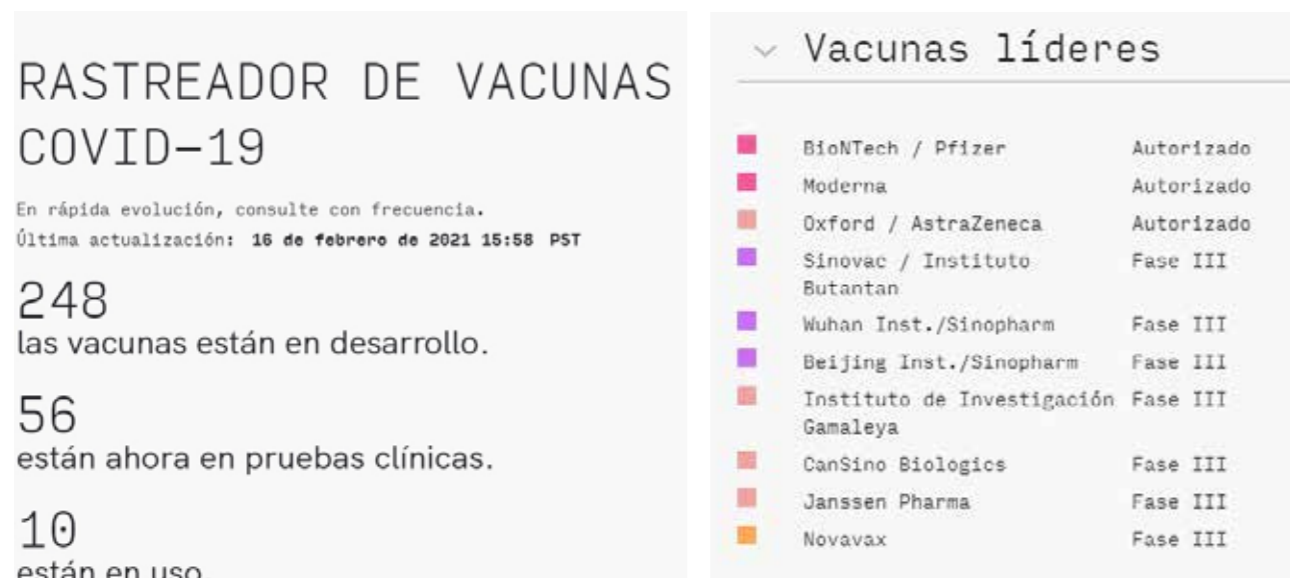 RASTREADOR DE VACUNAS
COVID-19
En rápida evolución, consulte con frecuencia.
Última actualización: 16 de febrero de 2021 15:58 PST
248
las vacunas están en desarrollo.
56
están ahora en pruebas clínicas.
10
están en uso.
Vacunas líderes
BioNTech / Pfizer Autorizado
Moderna Autorizado
Oxford / AstraZeneca Autorizado
Sinovac / Instituto Fase III
Butantan
Wuhan Inst./Sinopharm Fase III
Beijing Inst./Sinopharm Fase III
Instituto de Investigación Fase III
Gamaleya
CanSino Biologics Fase III
Janssen Pharma Fase III
Novavax Fase III